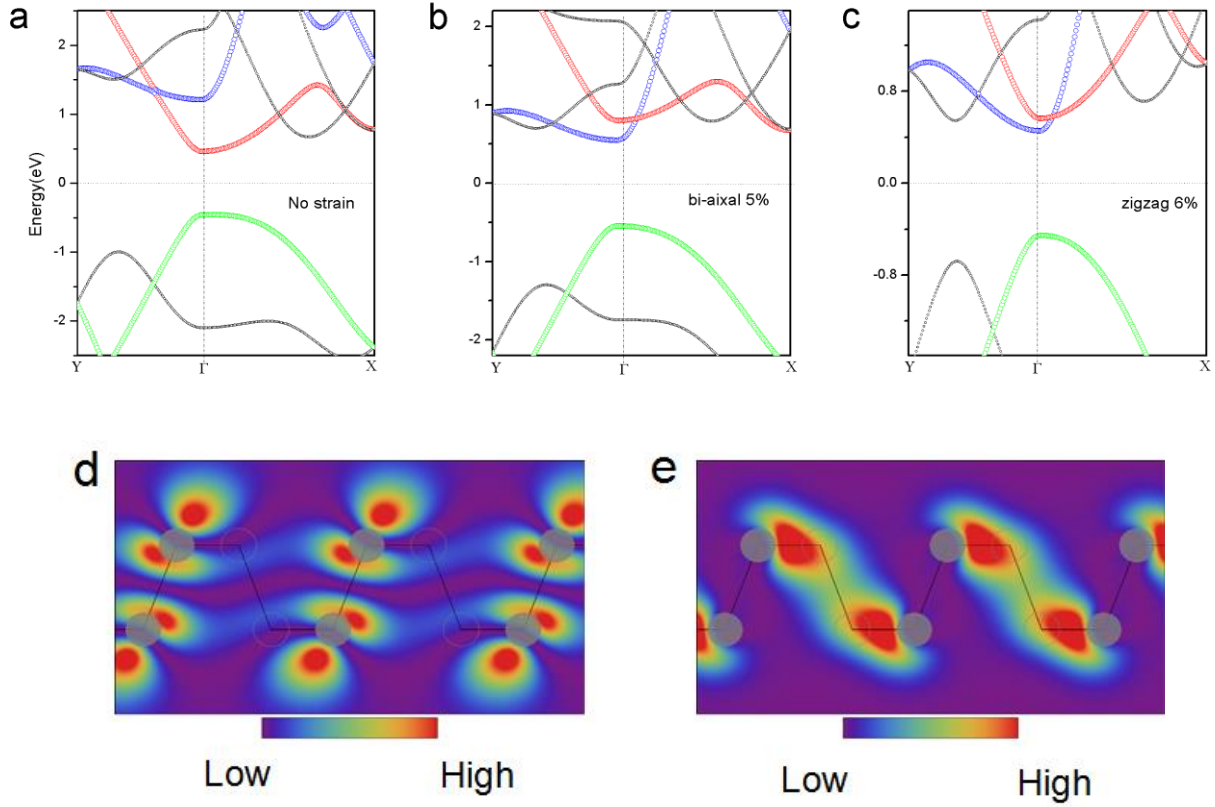 a
b
c
Energy(eV)
2
1
0
-1
-2
No strain
Y
Γ
X
2
1
0
-1
-2
bi-aixal 5%
Y
Γ
X
0.8
0.0
-0.8
zigzag 6%
Y
Γ
X
d
e
Low High
Low High